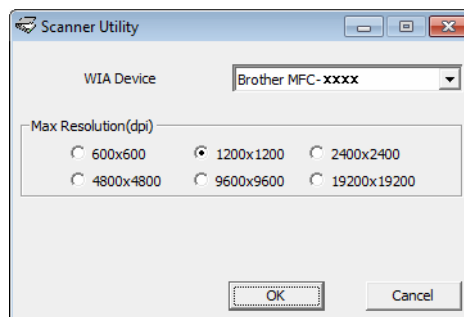 Scanner Utility
WIA Device Brother MFC-xxxx
Max Resolution(dpi)
600x600 1200x1200 2400x2400
4800x4800 9600x9600 19200x19200
OK Cancel